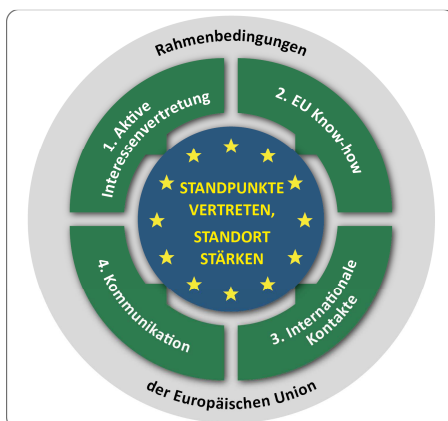 Rahmenbedingungen
1. Aktive
Interessenvertretung
2. EU Know-how
STANDPUNKTE
VERTRETEN,
STANDORT
STÄRKEN
4. Kommunikation
3. Internationale
Kontakte
der Europäischen Union